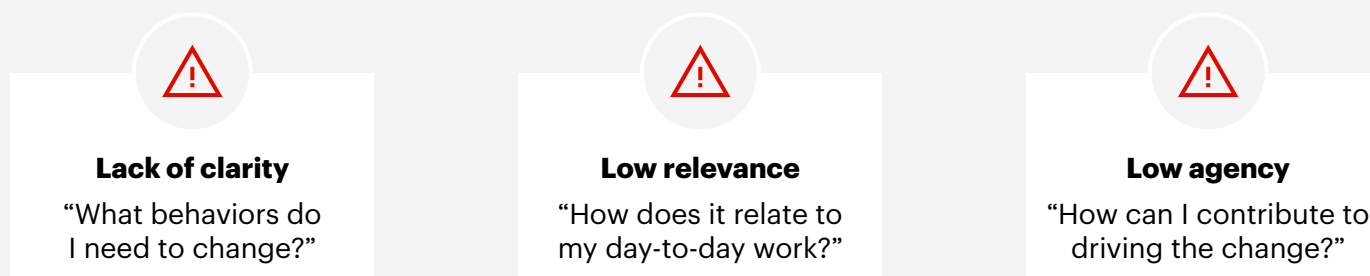 Lack of clarity
“What behaviors do
I need to change?”
Low relevance
“How does it relate to
my day-to-day work?”
Low agency
“How can I contribute to
driving the change?”